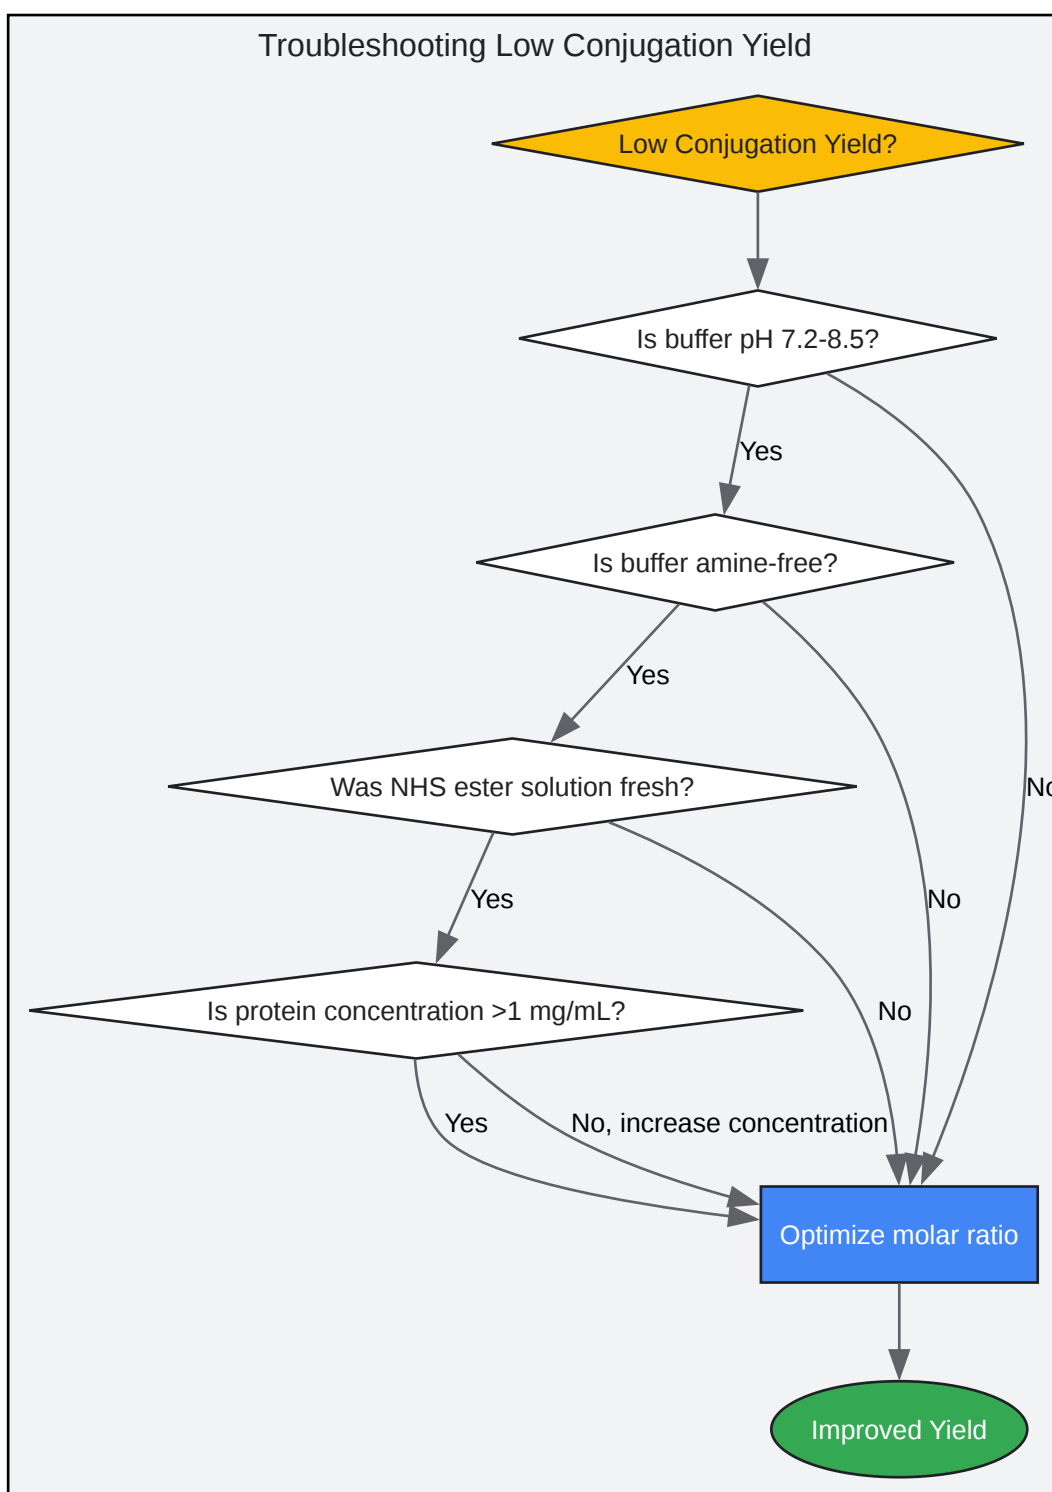 Troubleshooting Low Conjugation Yield
Low Conjugation Yield?
Is buffer pH 7.2-8.5?
Yes
Is buffer amine-free?
Yes
Was NHS ester solution fresh?
No
Yes
No
Is protein concentration >1 mg/mL?
No
Yes
No, increase concentration
Optimize molar ratio
Improved Yield